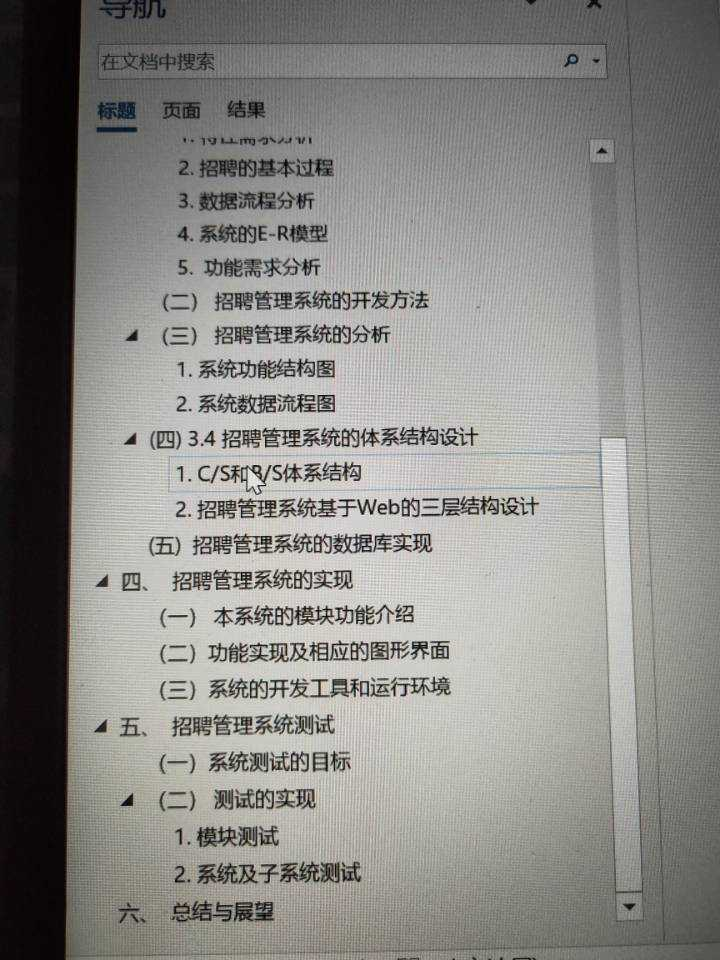 导航
在文档中搜索
标题 页面 结果
2. 招聘的基本过程
3. 数据流程分析
4. 系统的E-R模型
5. 功能需求分析
(二) 招聘管理系统的开发方法
(三) 招聘管理系统的分析
1. 系统功能结构图
2. 系统数据流程图
(四) 3.4 招聘管理系统的体系结构设计
1. C/S和B/S体系结构
2. 招聘管理系统基于Web的三层结构设计
(五) 招聘管理系统的数据库实现
四、 招聘管理系统的实现
(一) 本系统的模块功能介绍
(二) 功能实现及相应的图形界面
(三) 系统的开发工具和运行环境
五、 招聘管理系统测试
(一) 系统测试的目标
(二) 测试的实现
1. 模块测试
2. 系统及子系统测试
六、 总结与展望